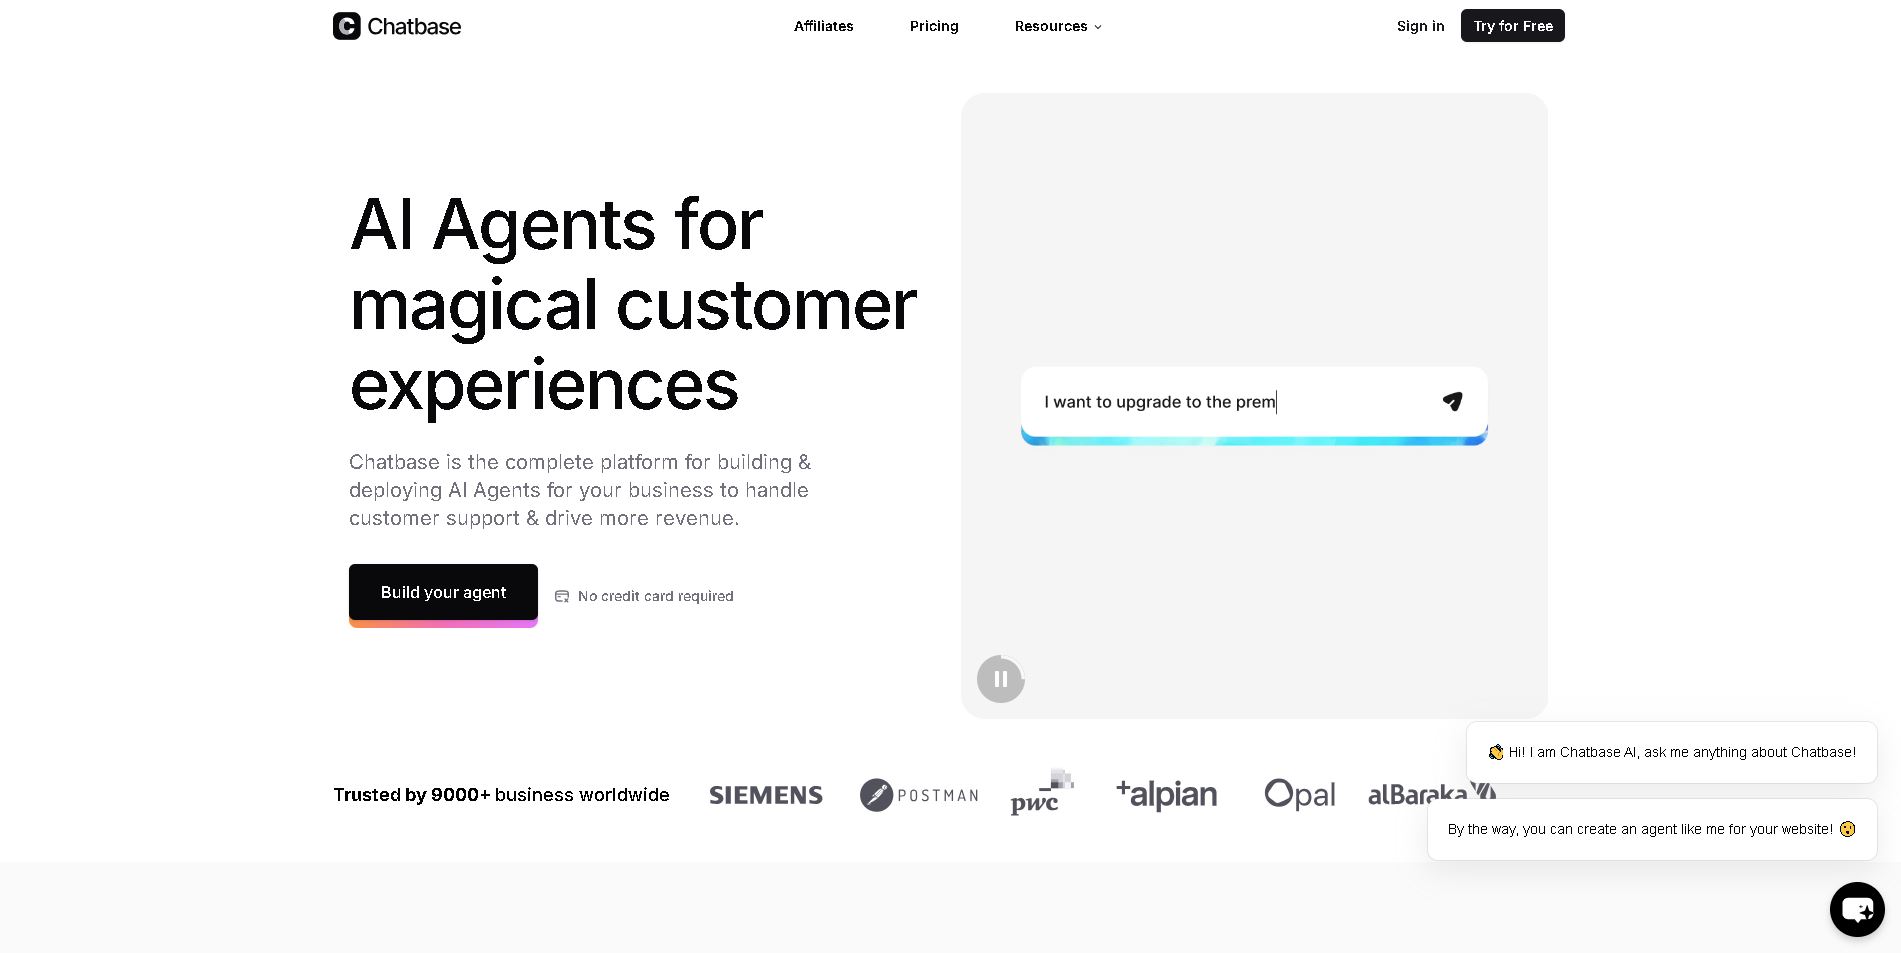 Chatbase
Affiliates
Pricing
Resources
Sign in
Try for Free
AI Agents for
magical customer
experiences
Chatbase is the complete platform for building &
deploying AI Agents for your business to handle
customer support & drive more revenue.
Build your agent
No credit card required
I want to upgrade to the prem
Trusted by 9000+ business worldwide
SIEMENS
POSTMAN
pwc
+alpian
Opal
alBaraka
👋 Hi! I am Chatbase AI, ask me anything about Chatbase!
By the way, you can create an agent like me for your website! 😮